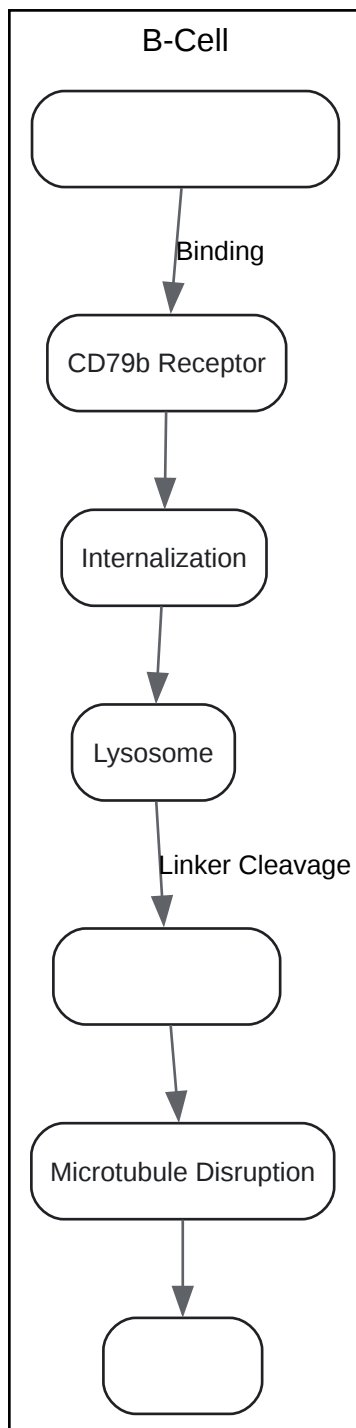 B-Cell
Binding
CD79b Receptor
Internalization
Lysosome
Linker Cleavage
Microtubule Disruption